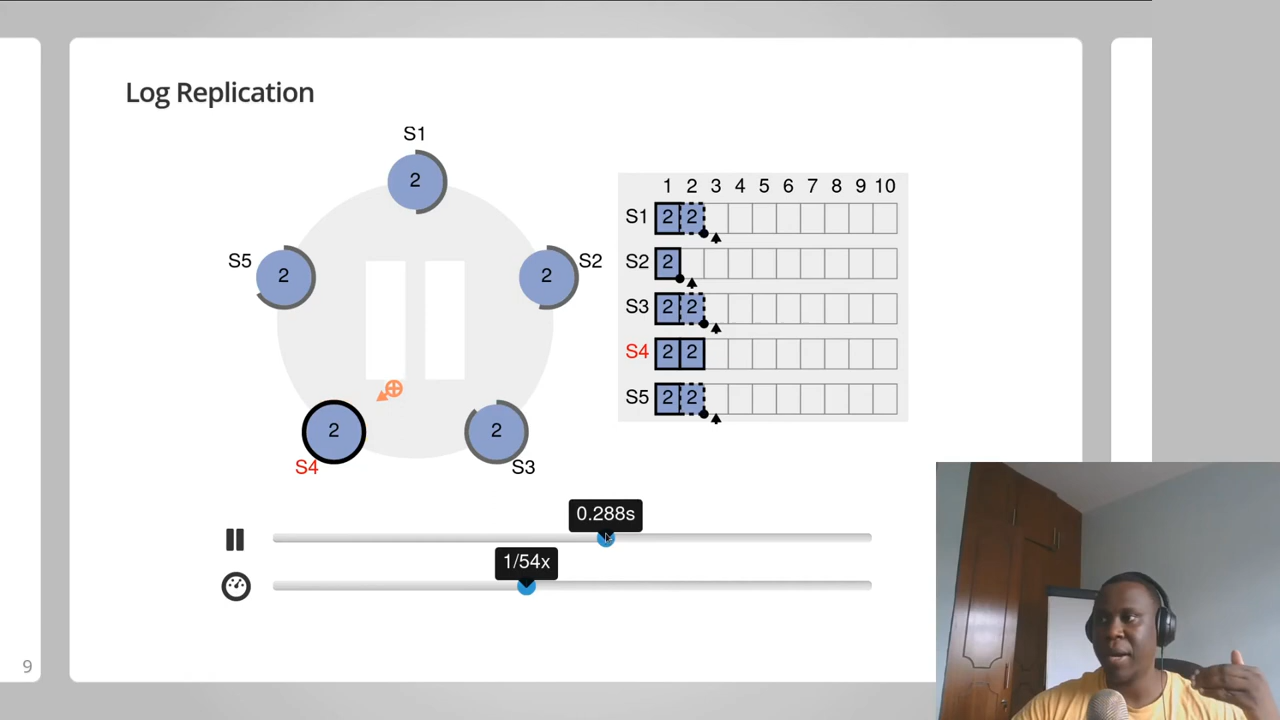 Log Replication
S1
2
S5
2
S2
2
S4
2
S3
2
1 2 3 4 5 6 7 8 9 10
S1 2 2
S2 2
S3 2 2
S4 2 2
S5 2 2
0.288s
1/54x
9